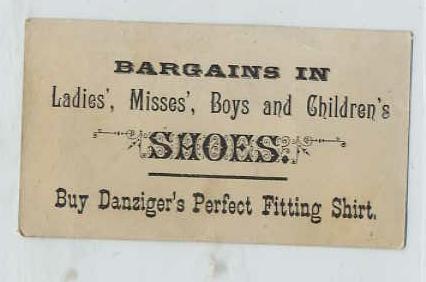 BARGAINS IN
Ladies', Misses', Boys and Children's
SHOES.
Buy Danziger's Perfect Fitting Shirt.